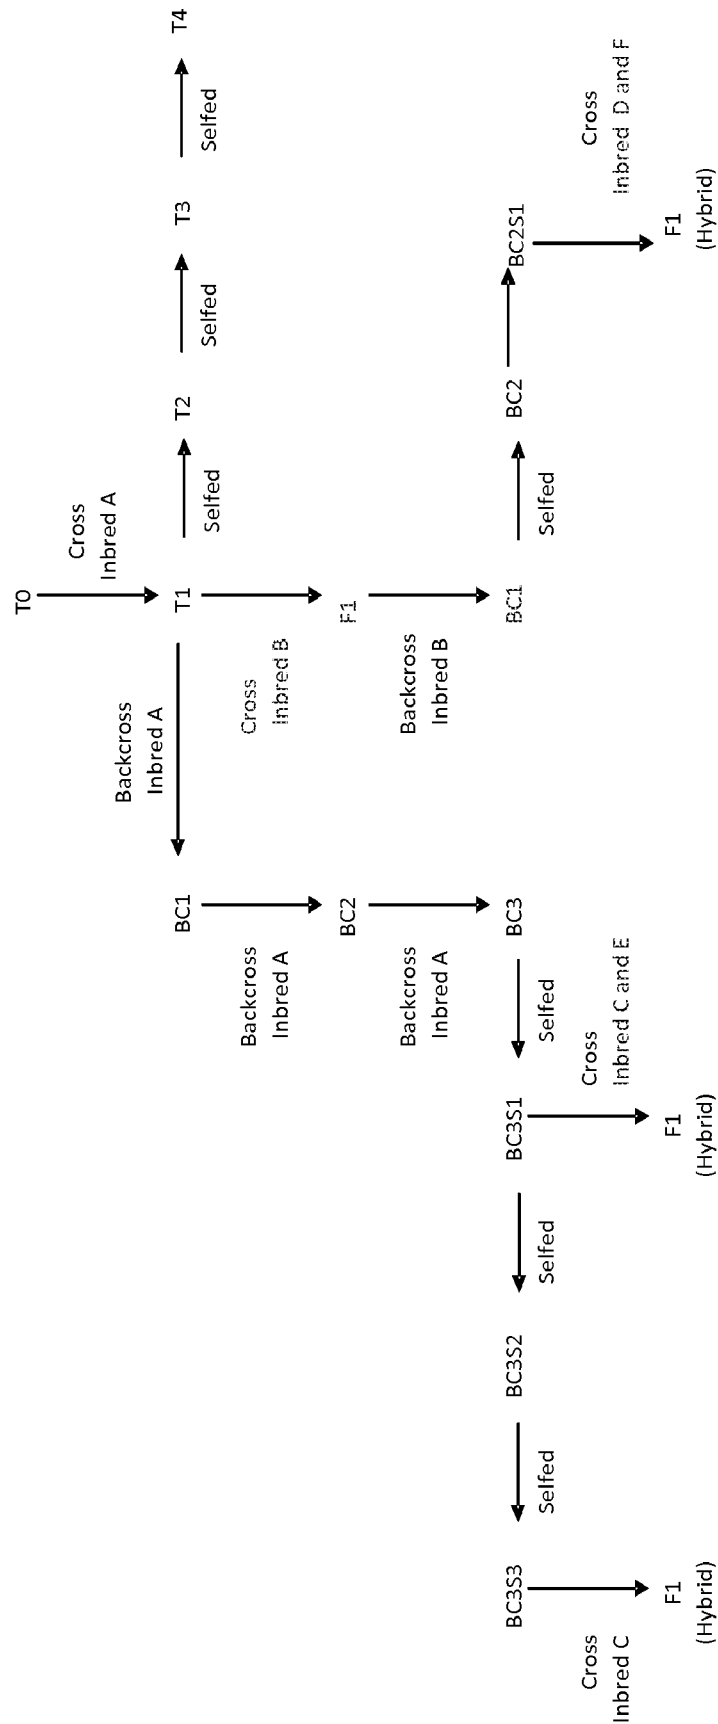 T0
Cross
Inbred A
Backcross
Inbred A
BC1
T1
T2
T3
T4
Selfed
Selfed
Selfed
Backcross
Inbred A
Cross
Inbred B
BC2
F1
Backcross
Inbred A
Backcross
Inbred B
BC3S3
BC3S2
BC3S1
BC3
BC1
BC2
BC2S1
Selfed
Selfed
Selfed
Selfed
Cross
Inbred C
Cross
Inbred C and E
Cross
Inbred D and F
F1
(Hybrid)
F1
(Hybrid)
F1
(Hybrid)